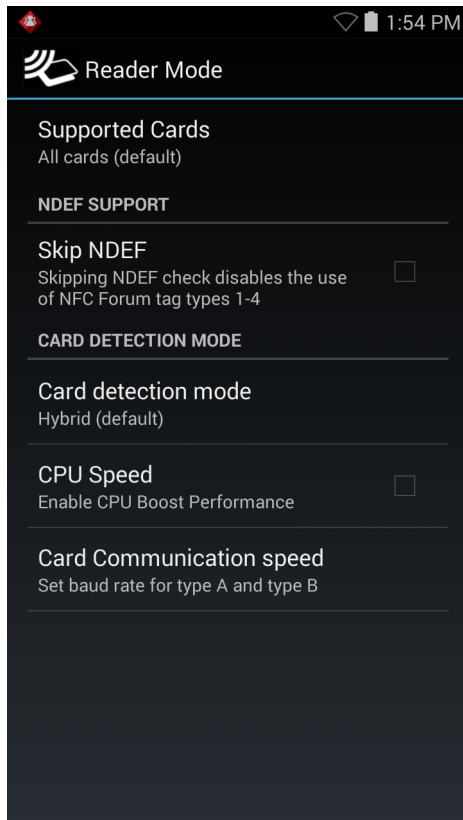 1:54 PM
Reader Mode
Supported Cards
All cards (default)
NDEF SUPPORT
Skip NDEF
Skipping NDEF check disables the use
of NFC Forum tag types 1-4
CARD DETECTION MODE
Card detection mode
Hybrid (default)
CPU Speed
Enable CPU Boost Performance
Card Communication speed
Set baud rate for type A and type B